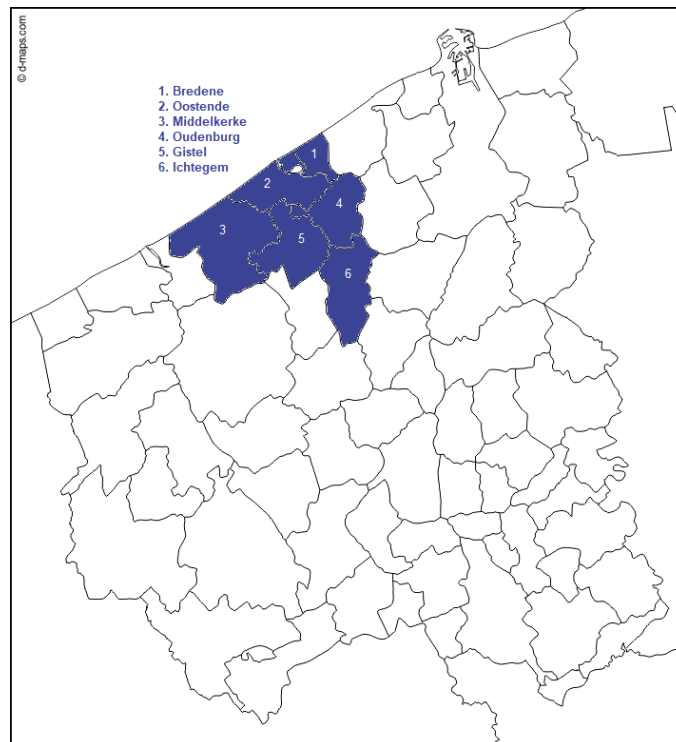 © d-maps.com
1. Bredene
2. Oostende
3. Middelkerke
4. Oudenburg
5. Gistel
6. Ichtegem
1
2
4
3
5
6